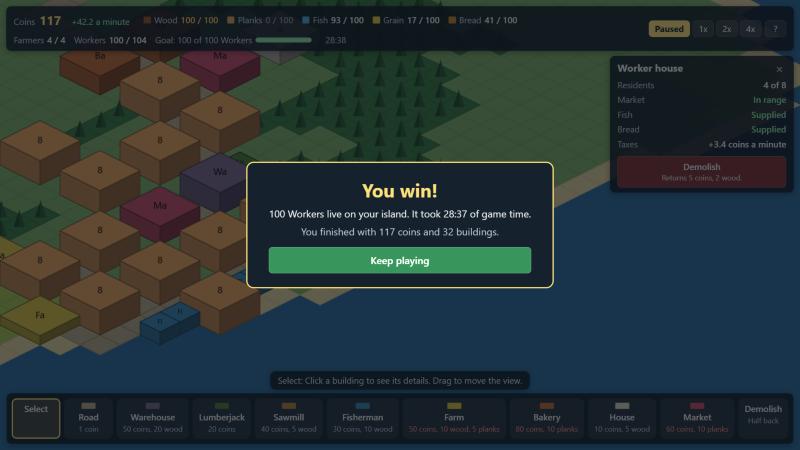 Coins 117 +42.2 a minute Wood 100 / 100 Planks 0 / 100 Fish 93 / 100 Grain 17 / 100 Bread 41 / 100
Farmers 4 / 4 Workers 100 / 104 Goal: 100 of 100 Workers 28:38
Paused 1x 2x 4x ?
Ba
Ma
8
8
8
8
8
Wa
Ma
8
8
8
8
8
Fa
Fi
Fi
Worker house ×
Residents 4 of 8
Market In range
Fish Supplied
Bread Supplied
Taxes +3.4 coins a minute
Demolish
Returns 5 coins, 2 wood.
You win!
100 Workers live on your island. It took 28:37 of game time.
You finished with 117 coins and 32 buildings.
Keep playing
Select: Click a building to see its details. Drag to move the view.
Select
Road
1 coin
Warehouse
50 coins, 20 wood
Lumberjack
20 coins
Sawmill
40 coins, 5 wood
Fisherman
30 coins, 10 wood
Farm
50 coins, 10 wood, 5 planks
Bakery
80 coins, 10 planks
House
10 coins, 5 wood
Market
60 coins, 10 planks
Demolish
Half back